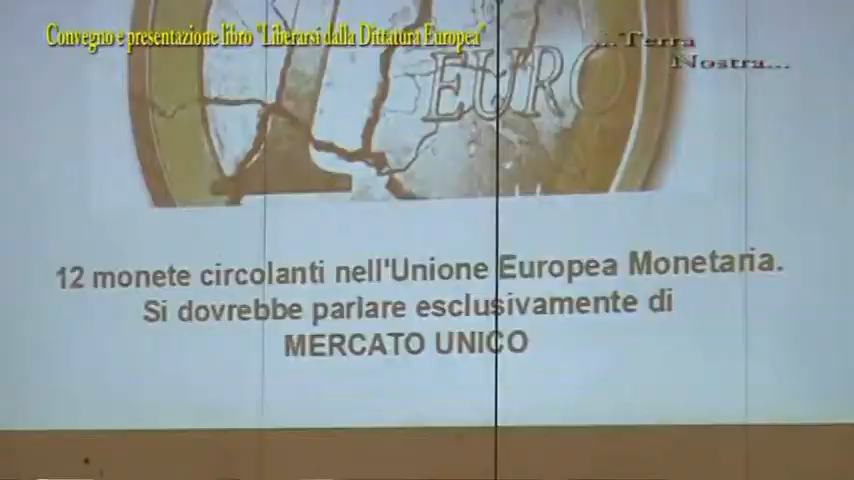 Convegno e presentazione libro "Liberarsi dalla Dittatura Europea"
...Terra
Nostra...
EURO
12 monete circolanti nell'Unione Europea Monetaria.
Si dovrebbe parlare esclusivamente di
MERCATO UNICO